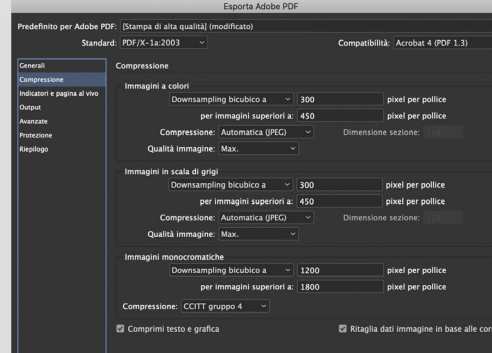 Esporta Adobe PDF
Predefinito per Adobe PDF: [Stampa di alta qualità] (modificato)
Standard: PDF/X-1a:2003 Compatibilità: Acrobat 4 (PDF 1.3)
Generali
Compressione
Indicatori e pagina al vivo
Output
Avanzate
Protezione
Riepilogo
Compressione
Immagini a colori
Downsampling bicubico a 300 pixel per pollice
per immagini superiori a: 450 pixel per pollice
Compressione: Automatica (JPEG) Dimensione sezione: 128
Qualità immagine: Max.
Immagini in scala di grigi
Downsampling bicubico a 300 pixel per pollice
per immagini superiori a: 450 pixel per pollice
Compressione: Automatica (JPEG) Dimensione sezione: 128
Qualità immagine: Max.
Immagini monocromatiche
Downsampling bicubico a 1200 pixel per pollice
per immagini superiori a: 1800 pixel per pollice
Compressione: CCITT gruppo 4
Comprimi testo e grafica Ritaglia dati immagine in base alle cor